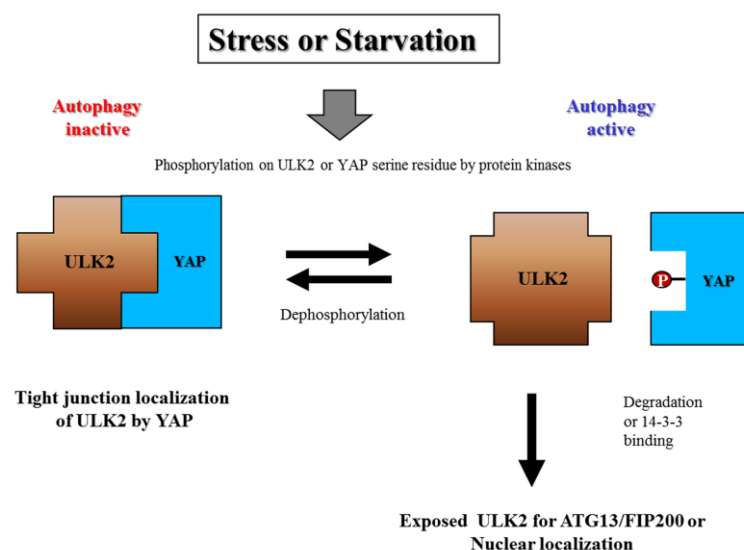 Stress or Starvation
Autophagy
inactive
Autophagy
active
Phosphorylation on ULK2 or YAP serine residue by protein kinases
ULK2
YAP
Dephosphorylation
ULK2
P
YAP
Tight junction localization
of ULK2 by YAP
Degradation
or 14-3-3
binding
Exposed ULK2 for ATG13/FIP200 or
Nuclear localization